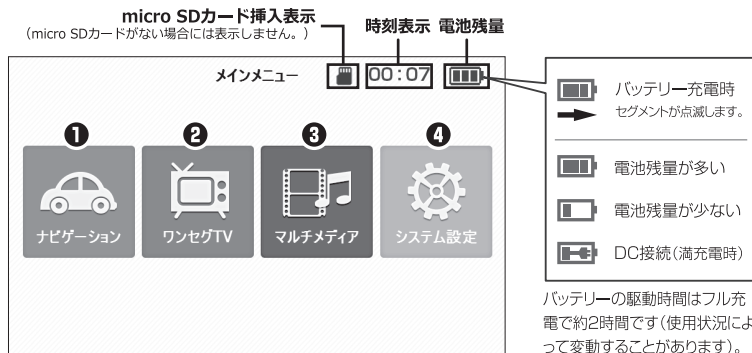 micro SDカード挿入表示
（micro SDカードがない場合には表示しません。）
時刻表示 電池残量
メインメニュー 00:07
❶ ❷ ❸ ❹
ナビゲーション ワンセグTV マルチメディア システム設定
バッテリー充電時
セグメントが点滅します。
電池残量が多い
電池残量が少ない
DC接続(満充電時)
バッテリーの駆動時間はフル充
電で約2時間です(使用状況によ
って変動することがあります)。